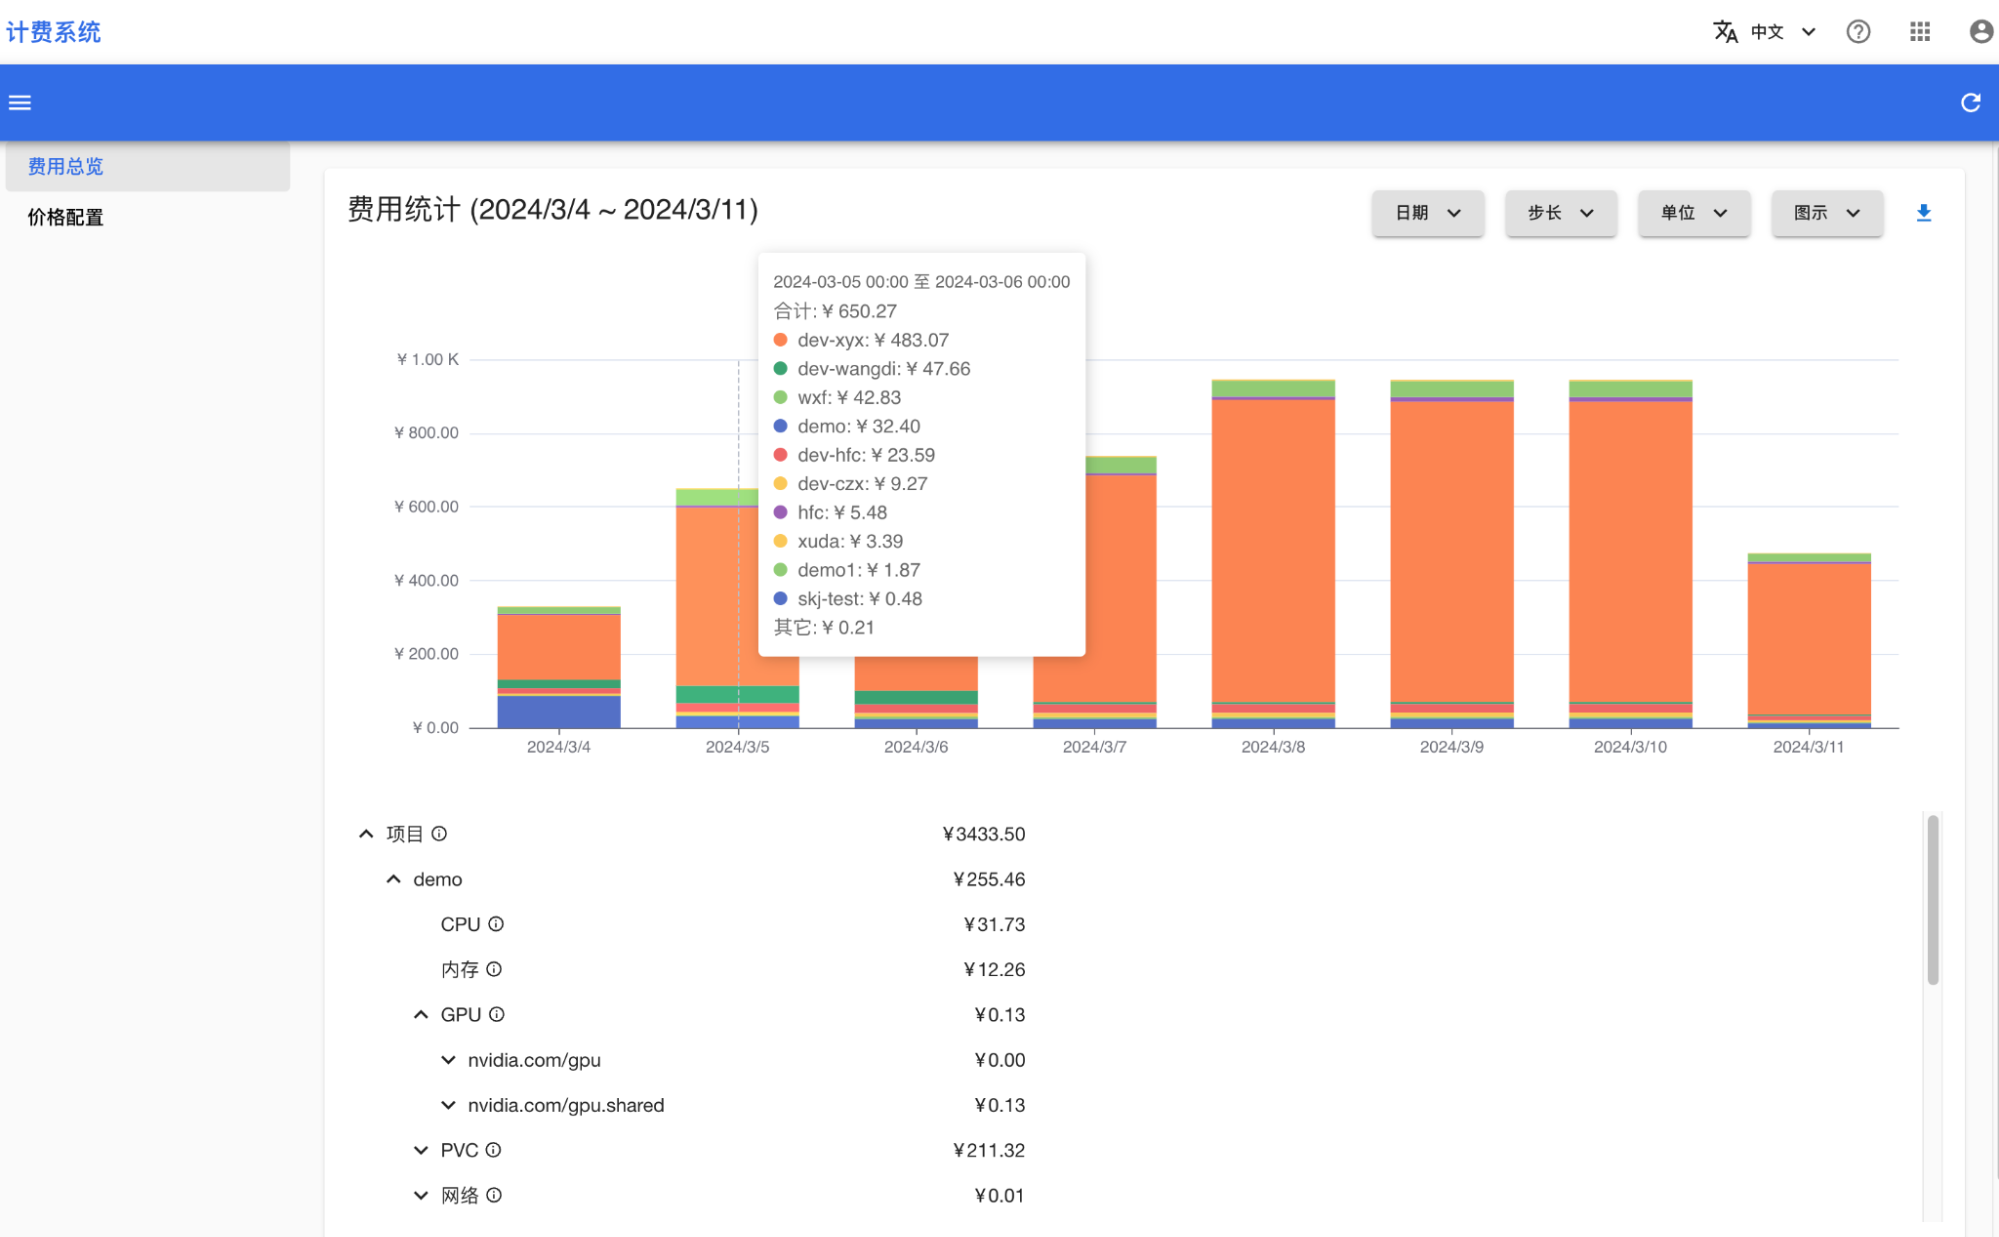 计费系统
中文
费用总览
价格配置
费用统计 (2024/3/4 ~ 2024/3/11)
日期
步长
单位
图示
2024-03-05 00:00 至 2024-03-06 00:00
合计: ¥ 650.27
dev-xyx: ¥ 483.07
dev-wangdi: ¥ 47.66
wxf: ¥ 42.83
demo: ¥ 32.40
dev-hfc: ¥ 23.59
dev-czx: ¥ 9.27
hfc: ¥ 5.48
xuda: ¥ 3.39
demo1: ¥ 1.87
skj-test: ¥ 0.48
其它: ¥ 0.21
¥ 1.00 K
¥ 800.00
¥ 600.00
¥ 400.00
¥ 200.00
¥ 0.00
2024/3/4
2024/3/5
2024/3/6
2024/3/7
2024/3/8
2024/3/9
2024/3/10
2024/3/11
项目 ¥3433.50
demo ¥255.46
CPU ¥31.73
内存 ¥12.26
GPU ¥0.13
nvidia.com/gpu ¥0.00
nvidia.com/gpu.shared ¥0.13
PVC ¥211.32
网络 ¥0.01